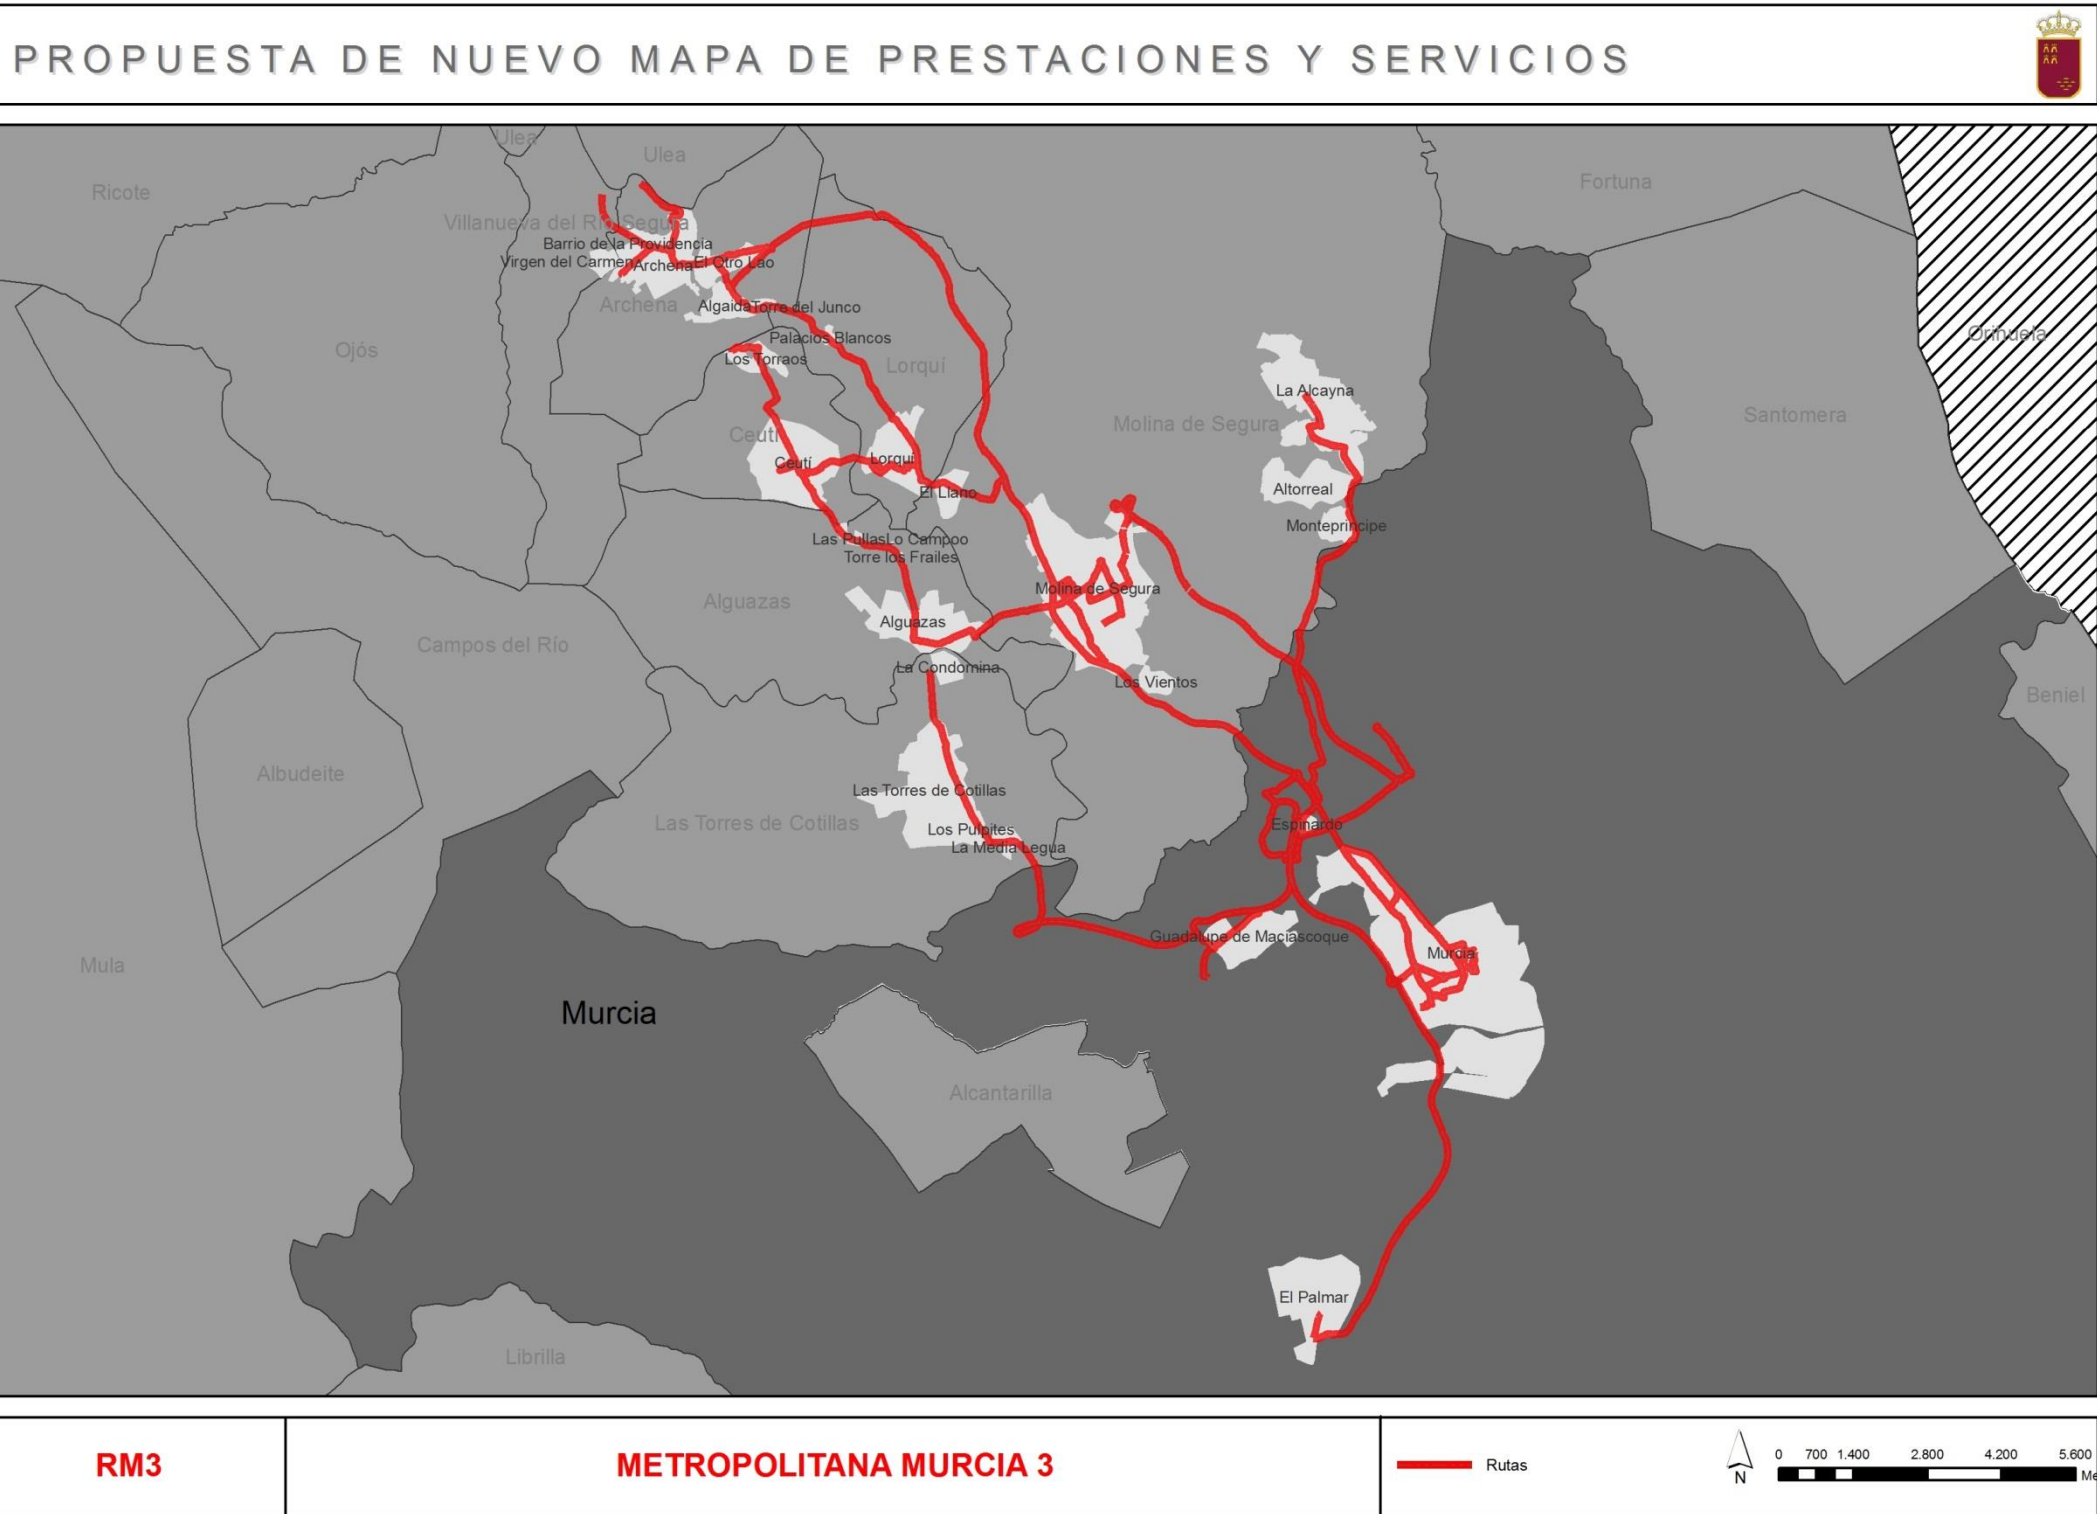 PROPUESTA DE NUEVO MAPA DE PRESTACIONES Y SERVICIOS
Ulea
Ulea
Ricote
Fortuna
Villanueva del Río Segura
Barrio de la Providencia
Virgen del Carmen
Archena
El Otro Lao
Archena
Algaida
Torre del Junco
Orihuela
Palacios Blancos
Ojós
Los Torraos
Lorquí
La Alcayna
Santomera
Molina de Segura
Ceutí
Ceutí
Lorquí
El Llano
Altorreal
Montepríncipe
Las Pullas
Lo Campoo
Torre los Frailes
Molina de Segura
Alguazas
Alguazas
Campos del Río
La Condomina
Los Vientos
Beniel
Albudeite
Las Torres de Cotillas
Las Torres de Cotillas
Los Pulpites
La Media Legua
Espinardo
Guadalupe de Maciascoque
Murcia
Mula
Murcia
Alcantarilla
El Palmar
Librilla
RM3
METROPOLITANA MURCIA 3
Rutas
N
0 700 1.400 2.800 4.200 5.600
Me